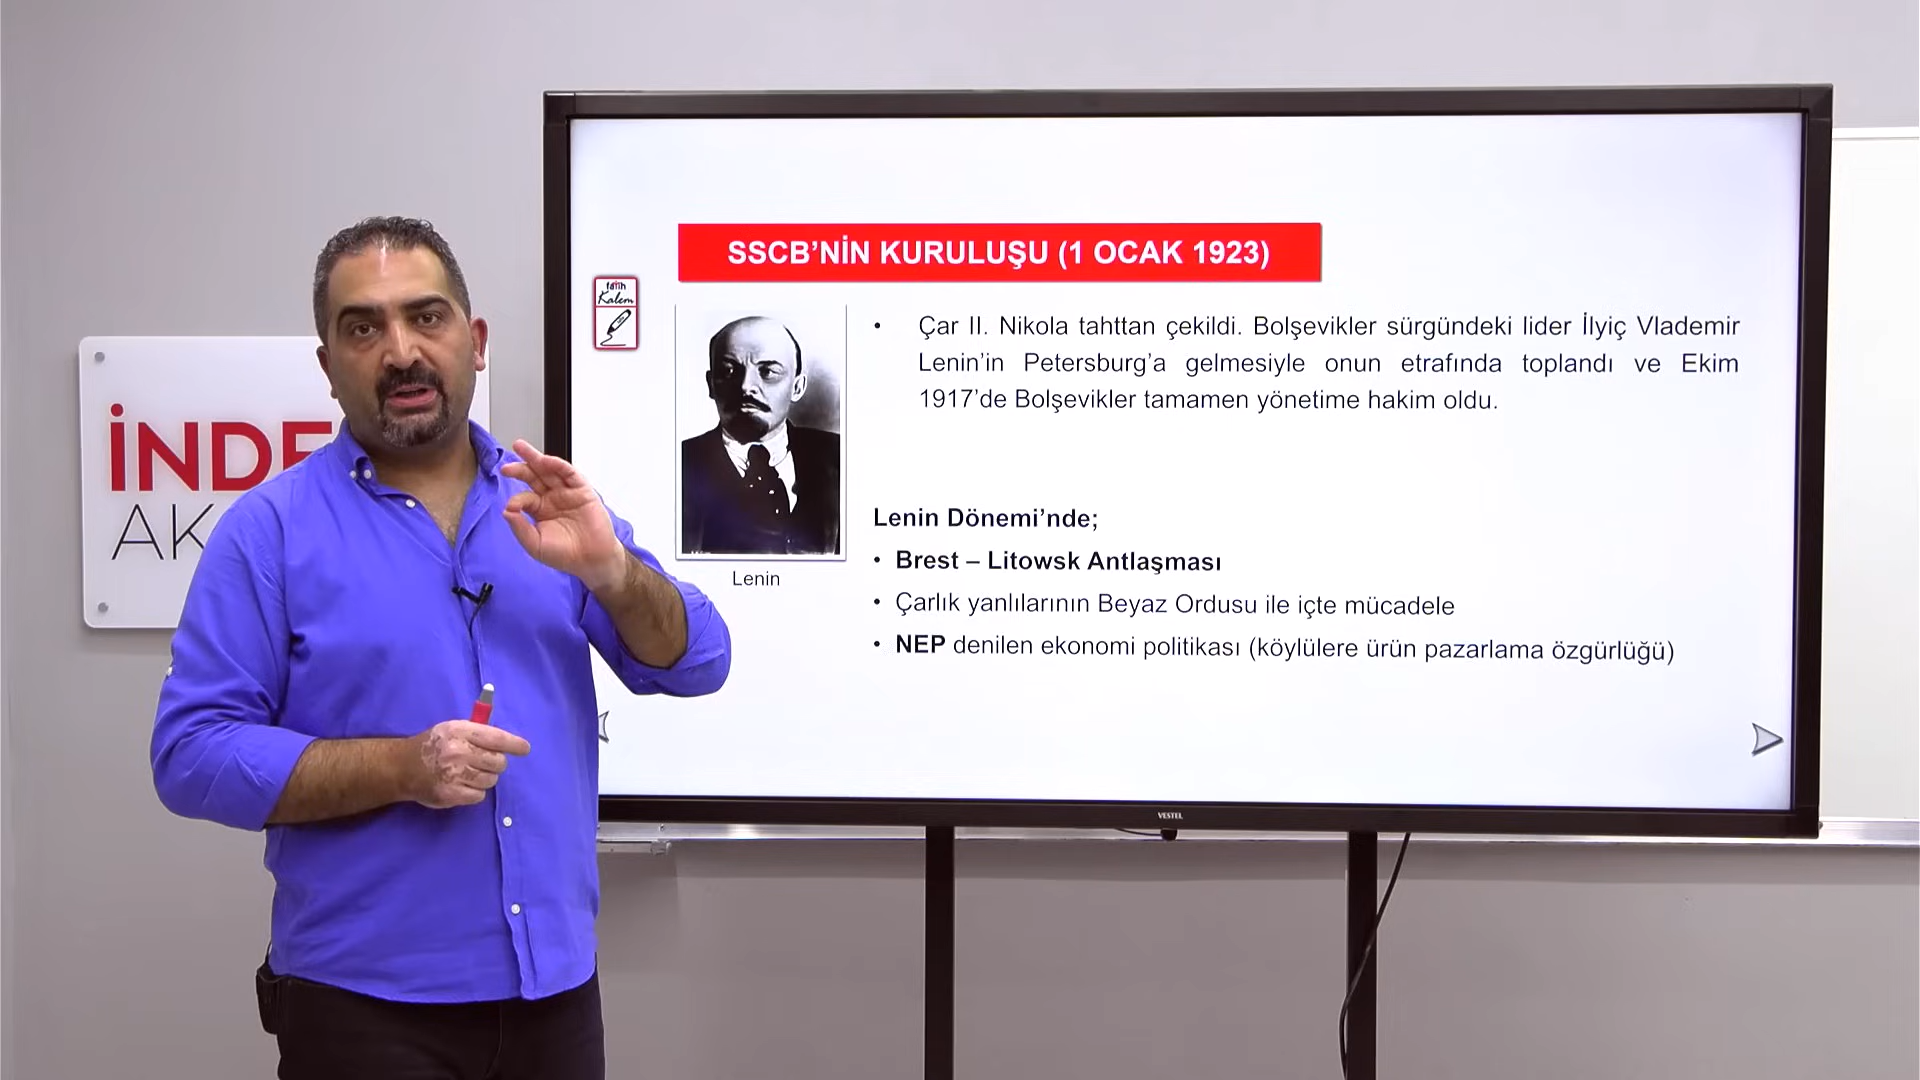 SSCB’NİN KURULUŞU (1 OCAK 1923)
fatih
Kalem
• Çar II. Nikola tahttan çekildi. Bolşevikler sürgündeki lider İlyiç Vlademir
Lenin’in Petersburg’a gelmesiyle onun etrafında toplandı ve Ekim
1917’de Bolşevikler tamamen yönetime hakim oldu.
Lenin
Lenin Dönemi’nde;
• Brest – Litowsk Antlaşması
• Çarlık yanlılarının Beyaz Ordusu ile içte mücadele
• NEP denilen ekonomi politikası (köylülere ürün pazarlama özgürlüğü)
VESTEL
İNDE
AK